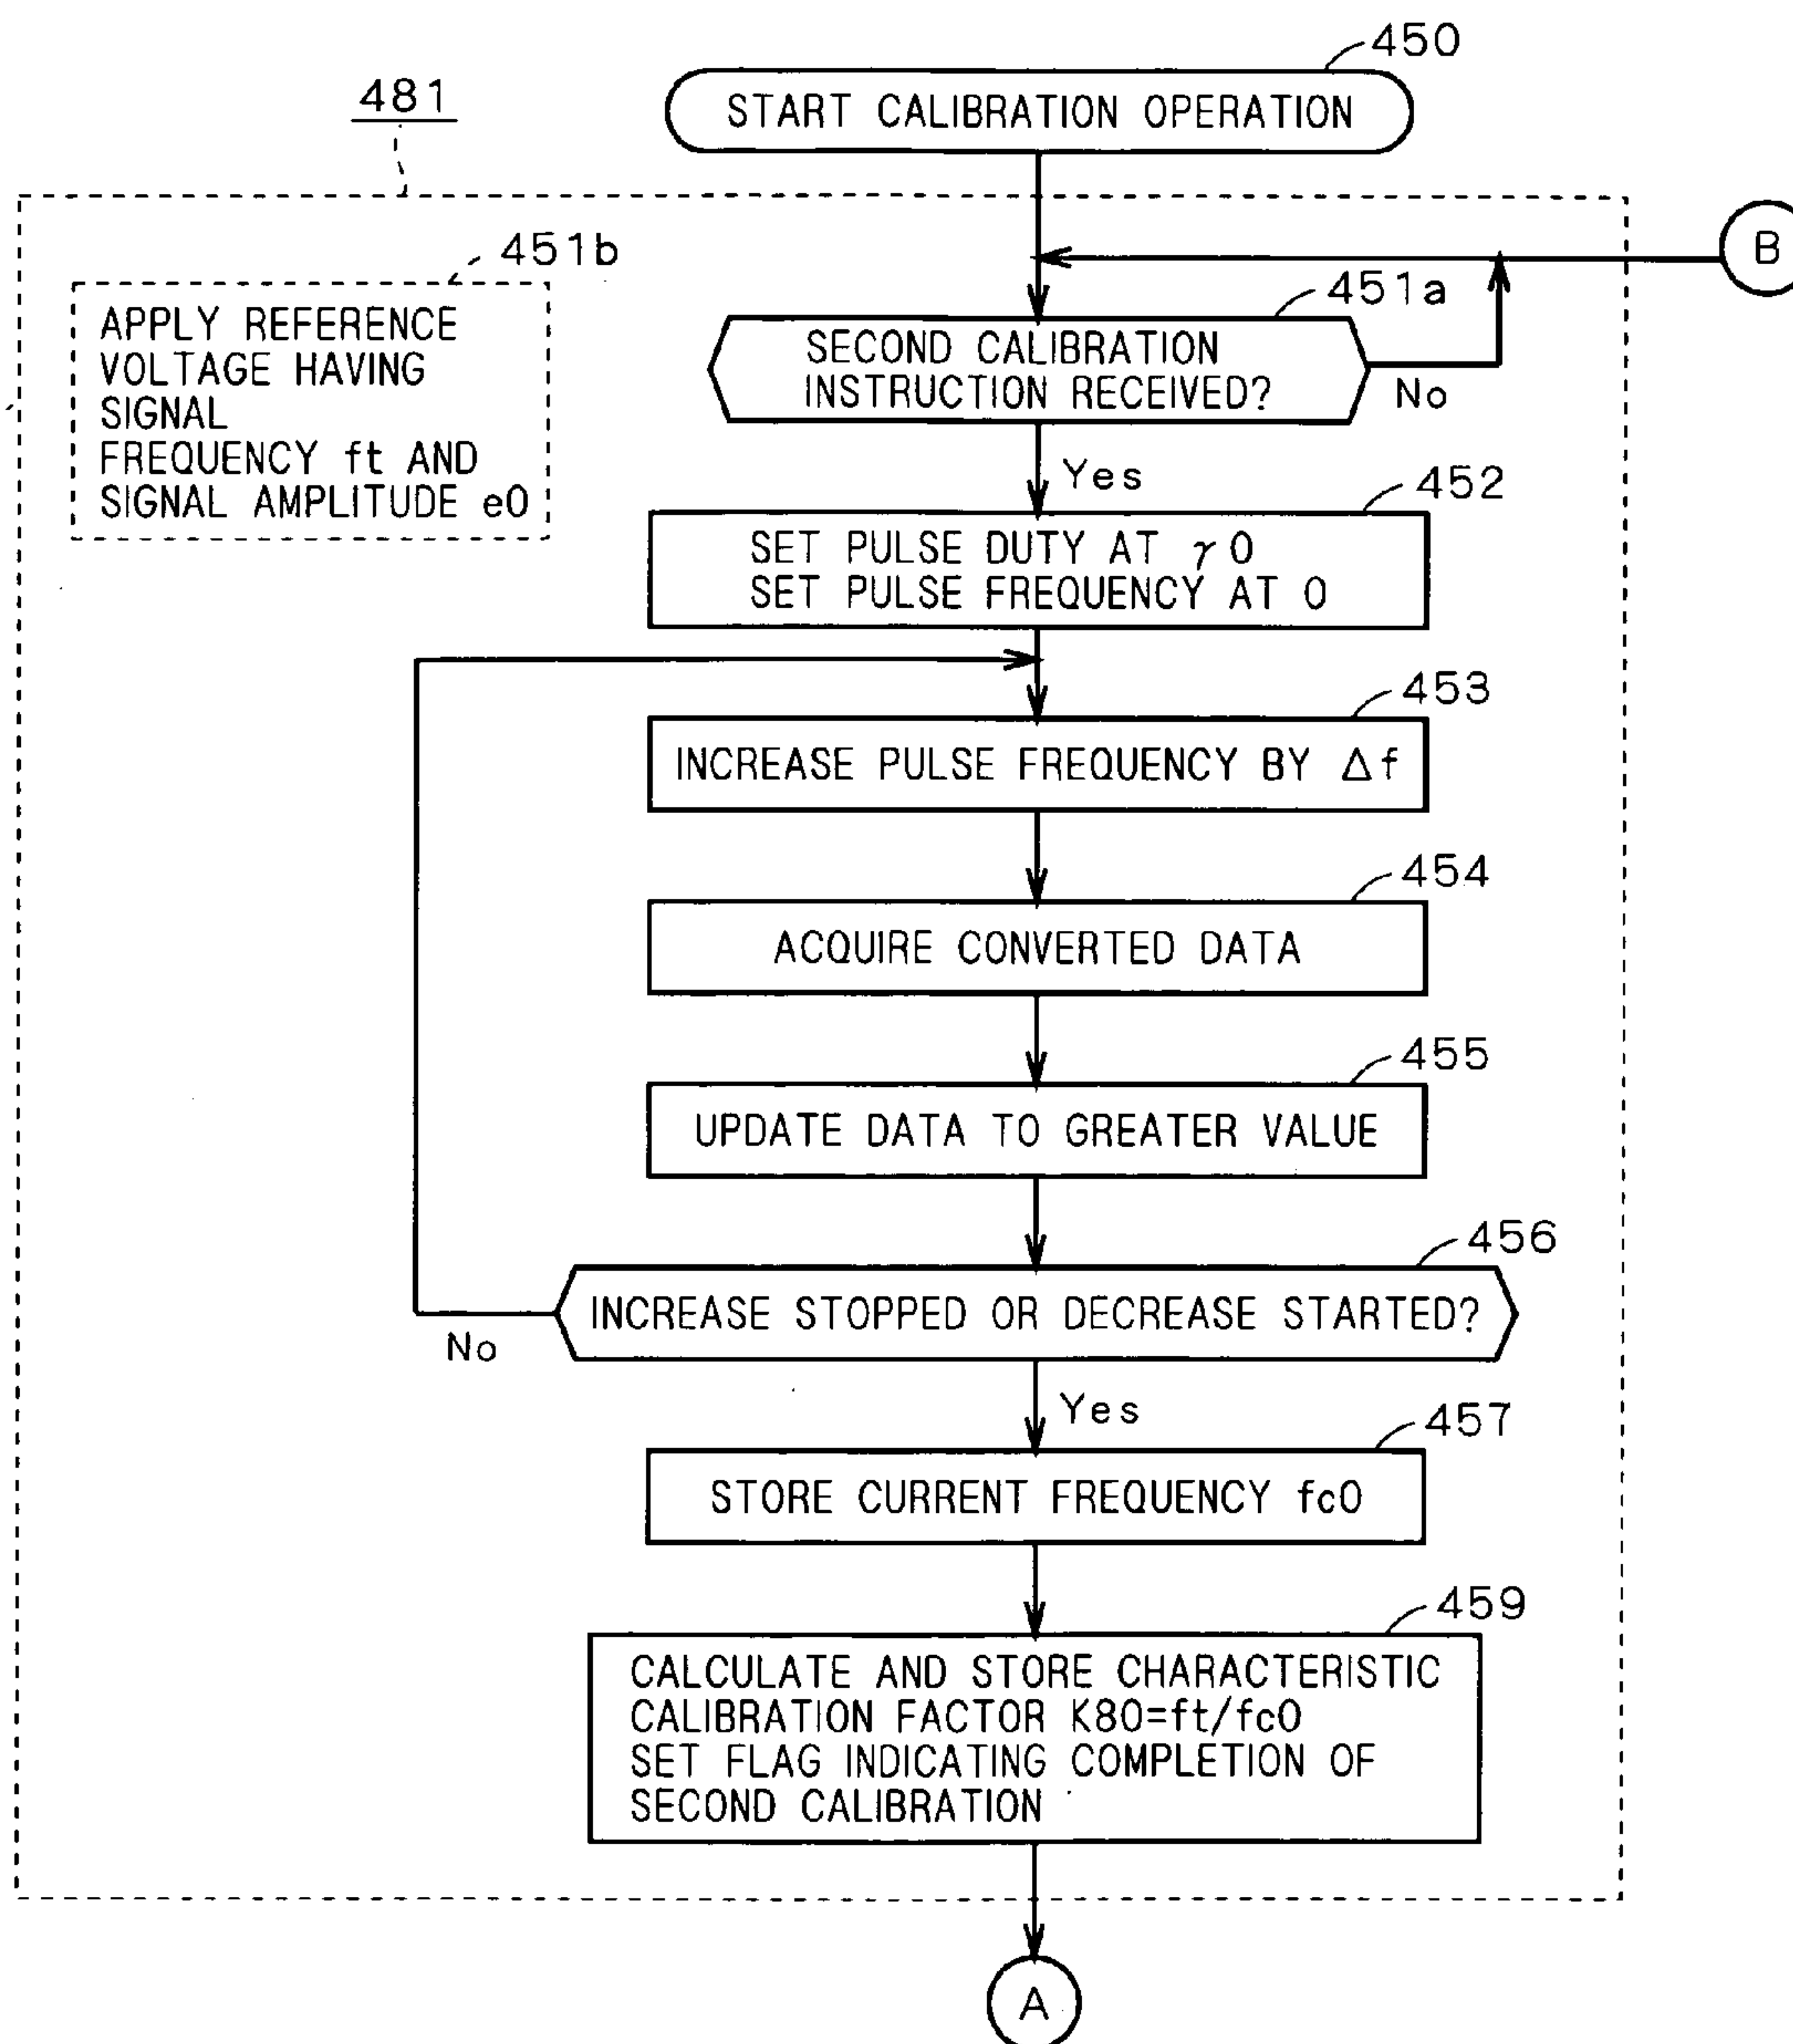 450
START CALIBRATION OPERATION
481
B
451b
APPLY REFERENCE
VOLTAGE HAVING
SIGNAL
FREQUENCY ft AND
SIGNAL AMPLITUDE e0
451a
SECOND CALIBRATION
INSTRUCTION RECEIVED?
No
Yes
452
SET PULSE DUTY AT γ0
SET PULSE FREQUENCY AT 0
453
INCREASE PULSE FREQUENCY BY Δf
454
ACQUIRE CONVERTED DATA
455
UPDATE DATA TO GREATER VALUE
456
INCREASE STOPPED OR DECREASE STARTED?
No
Yes
457
STORE CURRENT FREQUENCY fc0
459
CALCULATE AND STORE CHARACTERISTIC
CALIBRATION FACTOR K80=ft/fc0
SET FLAG INDICATING COMPLETION OF
SECOND CALIBRATION
A